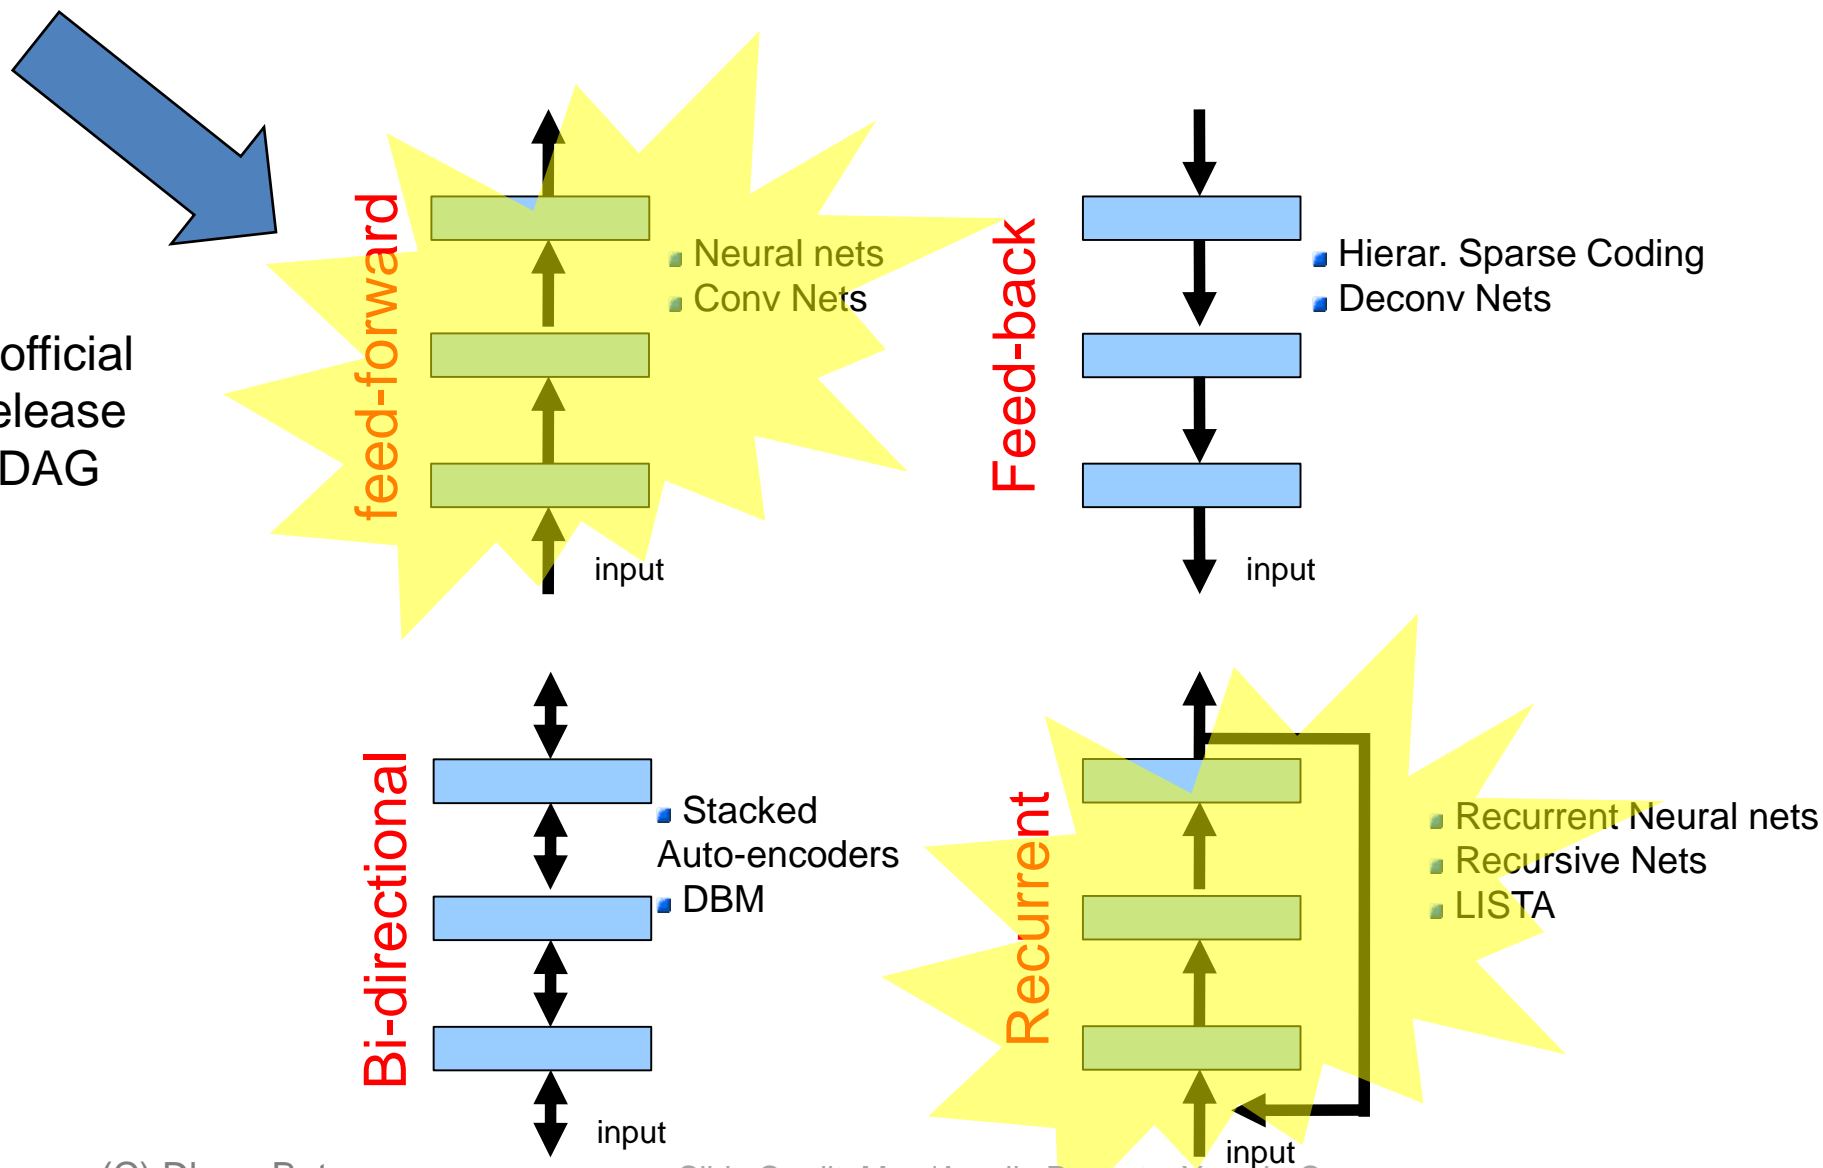 official
elease
DAG
feed-forward
Neural nets
Conv Nets
input
Feed-back
Hierar. Sparse Coding
Deconv Nets
input
Bi-directional
Stacked
Auto-encoders
DBM
input
Recurrent
Recurrent Neural nets
Recursive Nets
LISTA
input